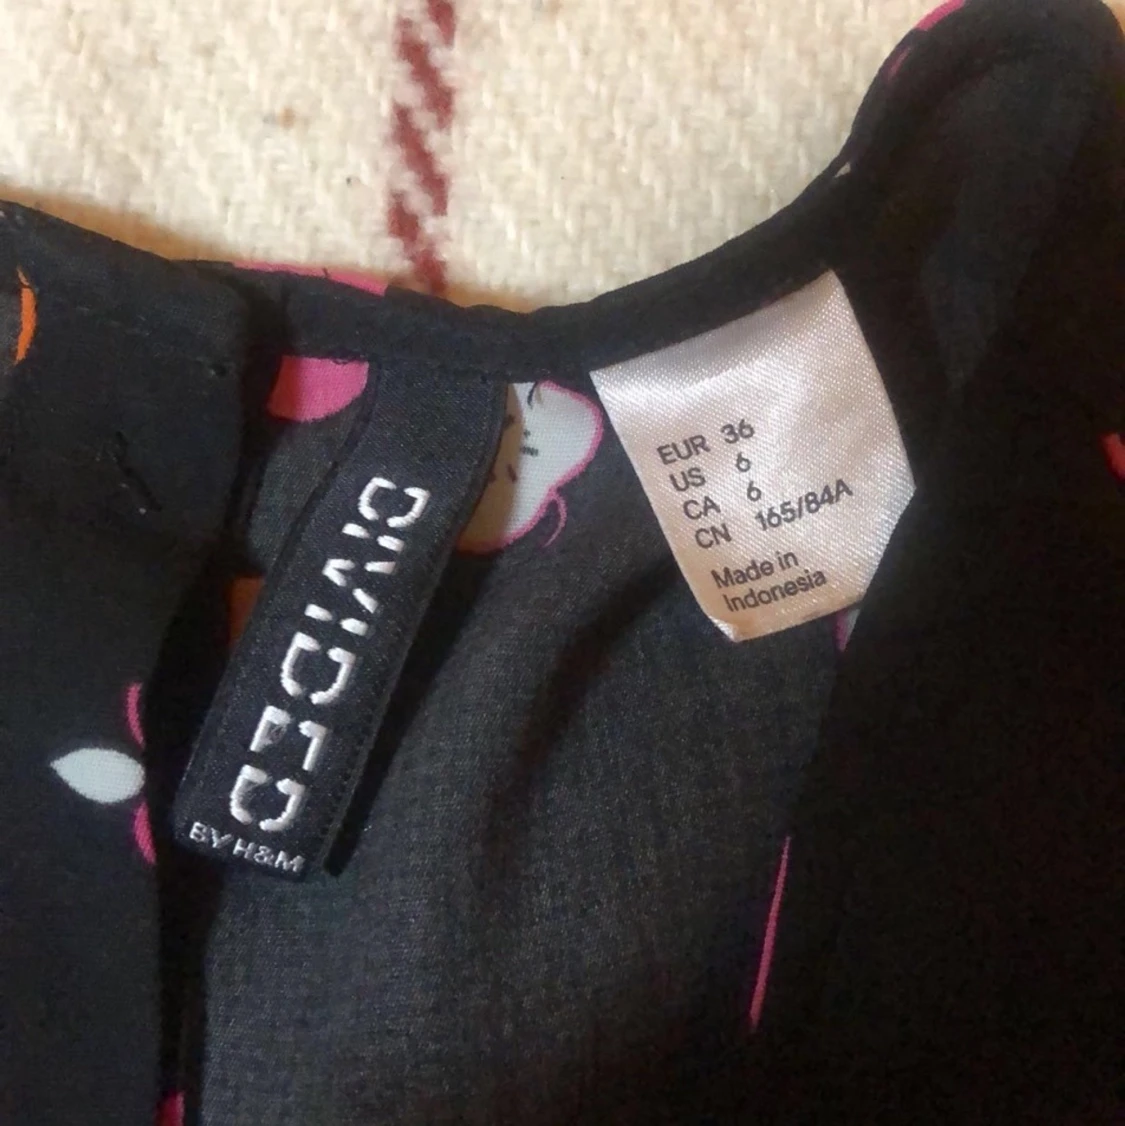 DIVIDED
BY H&M
EUR 36
US 6
CA 6
CN 165/84A
Made in
Indonesia